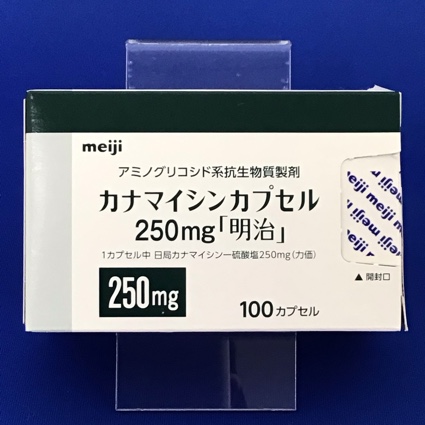 meiji
アミノグリコシド系抗生物質製剤
カナマイシンカプセル
250mg「明治」
1カプセル中 日局カナマイシン一硫酸塩250mg(力価)
250mg
100カプセル
▲開封口
meiji meiji
meiji meiji